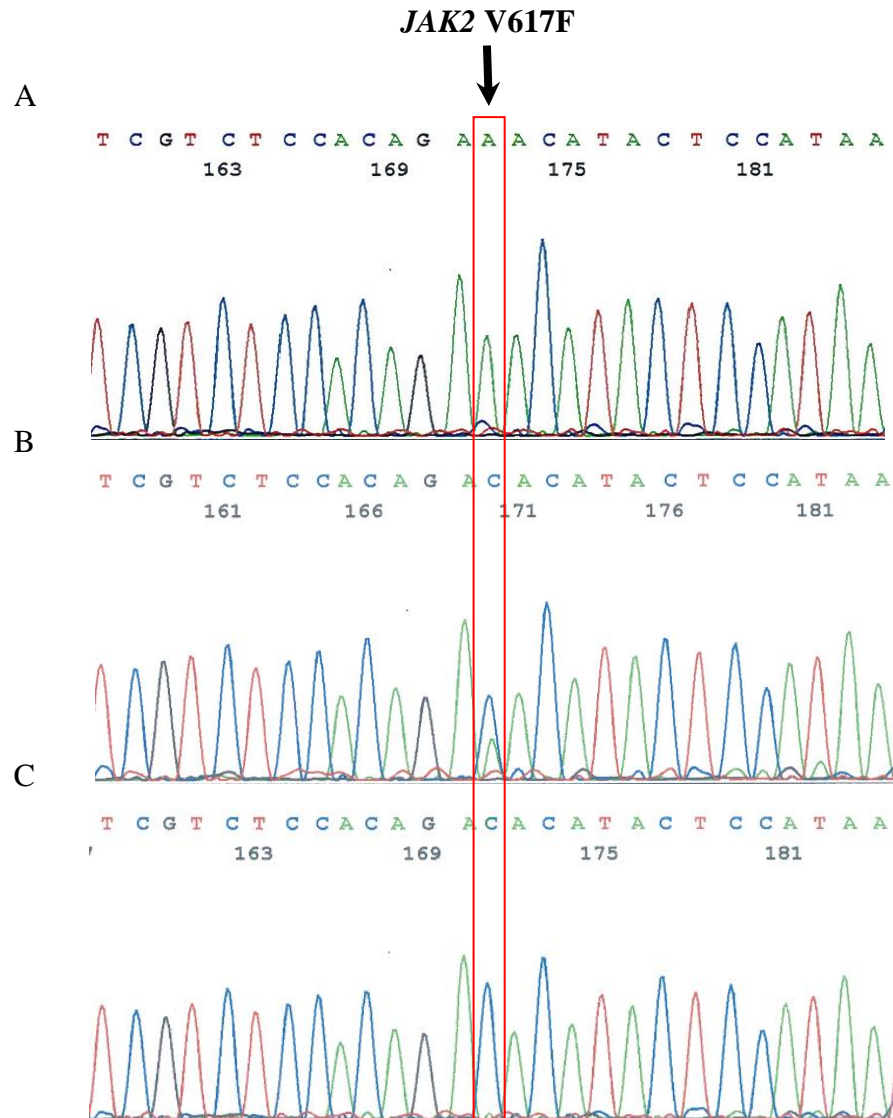 JAK2 V617F
A
T C G T C T C C A C A G A A A C A T A C T C C A T A A
163 169 175 181
B
T C G T C T C C A C A G A C A C A T A C T C C A T A A
161 166 171 176 181
C
T C G T C T C C A C A G A C A C A T A C T C C A T A A
163 169 175 181